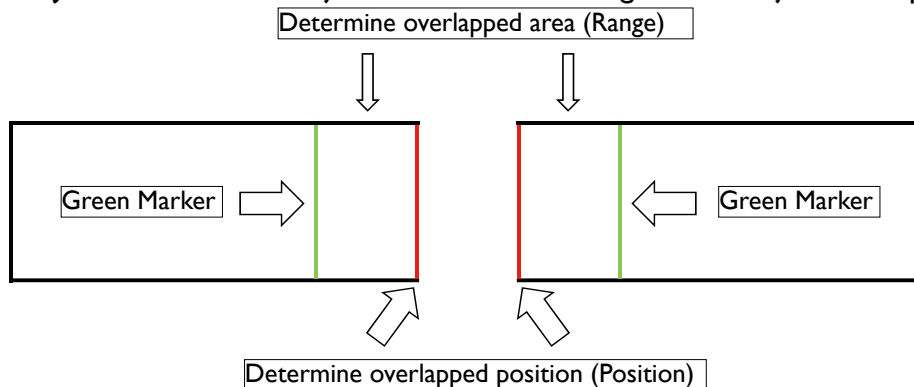 Determine overlapped area (Range)
Green Marker
Green Marker
Determine overlapped position (Position)